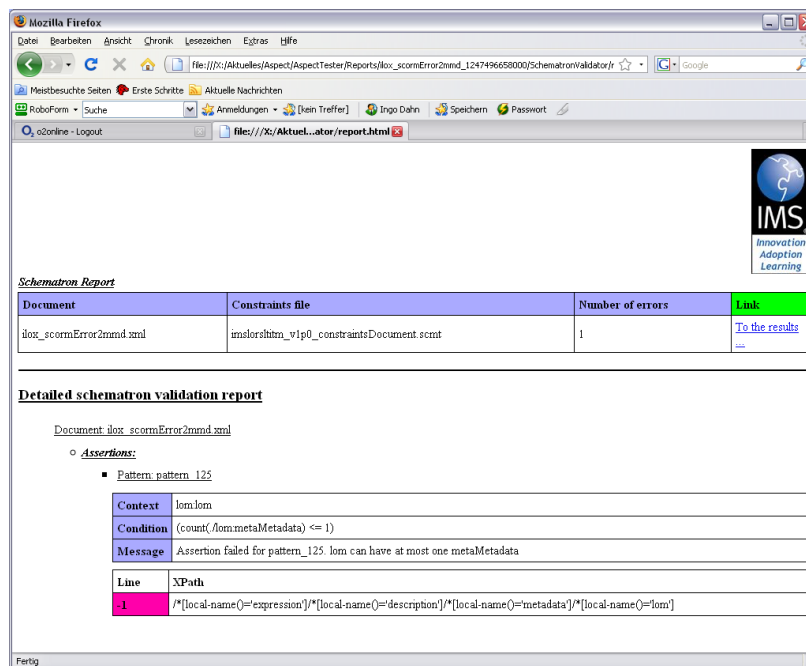 Mozilla Firefox
Datei Bearbeiten Ansicht Chronik Lesezeichen Extras Hilfe
file:///X:/Aktuelles/Aspect/AspectTester/Reports/ilox_scormError2mmd_1247496658000/SchematronValidator/r
Google
Meistbesuchte Seiten Erste Schritte Aktuelle Nachrichten
RoboForm Suche Anmeldungen [kein Treffer] Ingo Dahn Speichern Passwort
O2 o2online - Logout file:///X:/Aktuel...ator/report.html
IMS
Innovation
Adoption
Learning
Schematron Report
Document Constraints file Number of errors Link
ilox_scormError2mmd.xml imslorsltitm_v1p0_constraintsDocument.scmt 1 To the results
...
Detailed schematron validation report
Document: ilox_scormError2mmd.xml
Assertions:
Pattern: pattern_125
Context lom:lom
Condition (count(./lom:metaMetadata) <= 1)
Message Assertion failed for pattern_125. lom can have at most one metaMetadata
Line XPath
-1 /*[local-name()='expression']/*[local-name()='description']/*[local-name()='metadata']/*[local-name()='lom']
Fertig